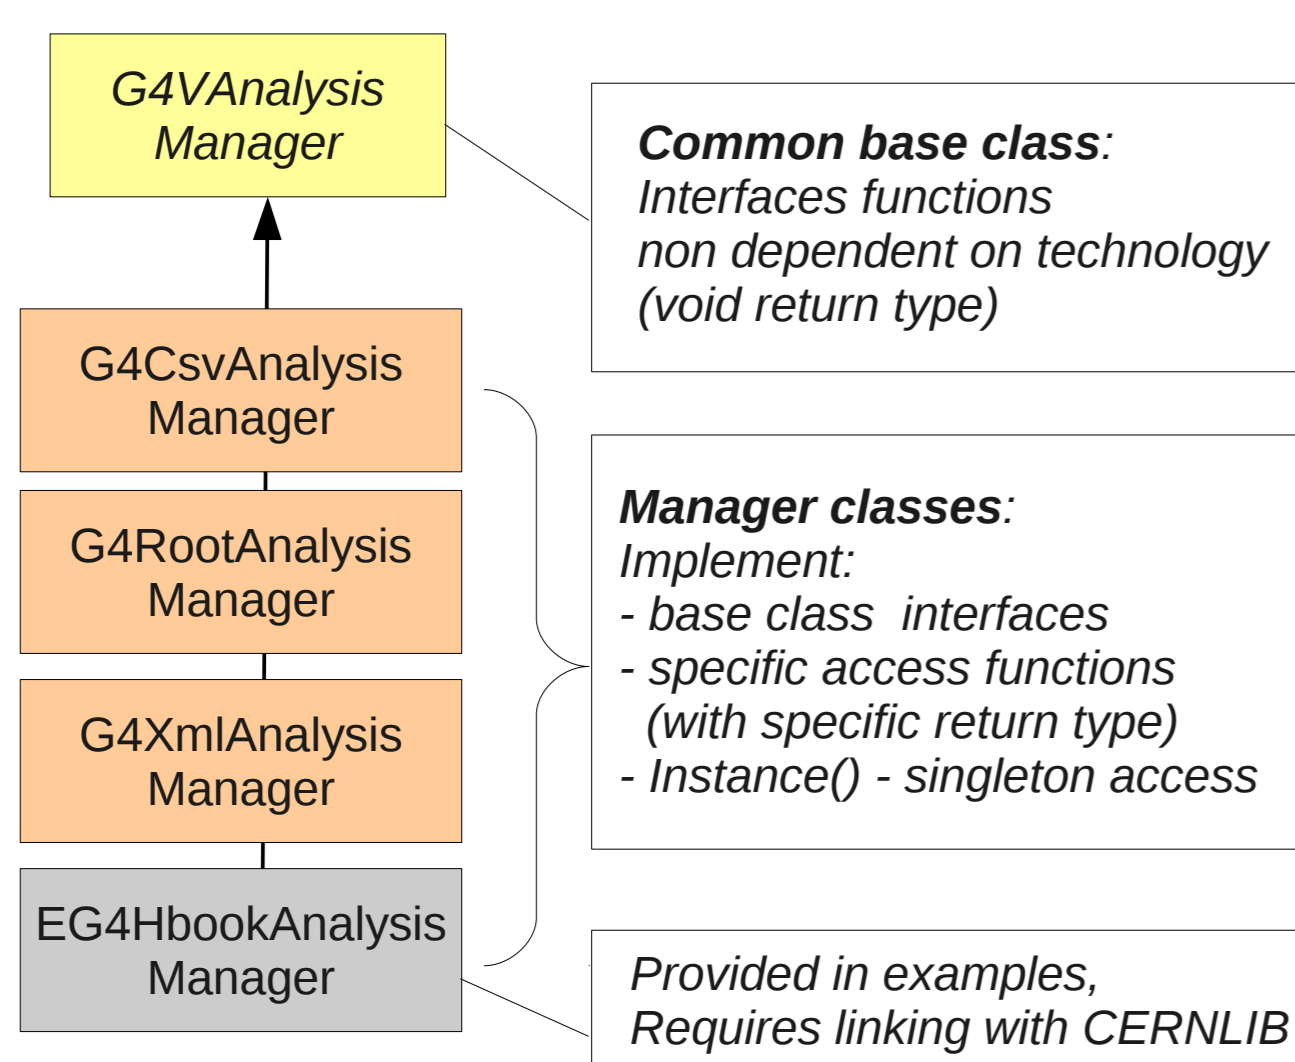 G4VAnalysis
Manager
Common base class:
Interfaces functions
non dependent on technology
(void return type)
G4CsvAnalysis
Manager
G4RootAnalysis
Manager
G4XmlAnalysis
Manager
EG4HbookAnalysis
Manager
Manager classes:
Implement:
- base class  interfaces
- specific access functions
(with specific return type)
- Instance() - singleton access
Provided in examples,
Requires linking with CERNLIB